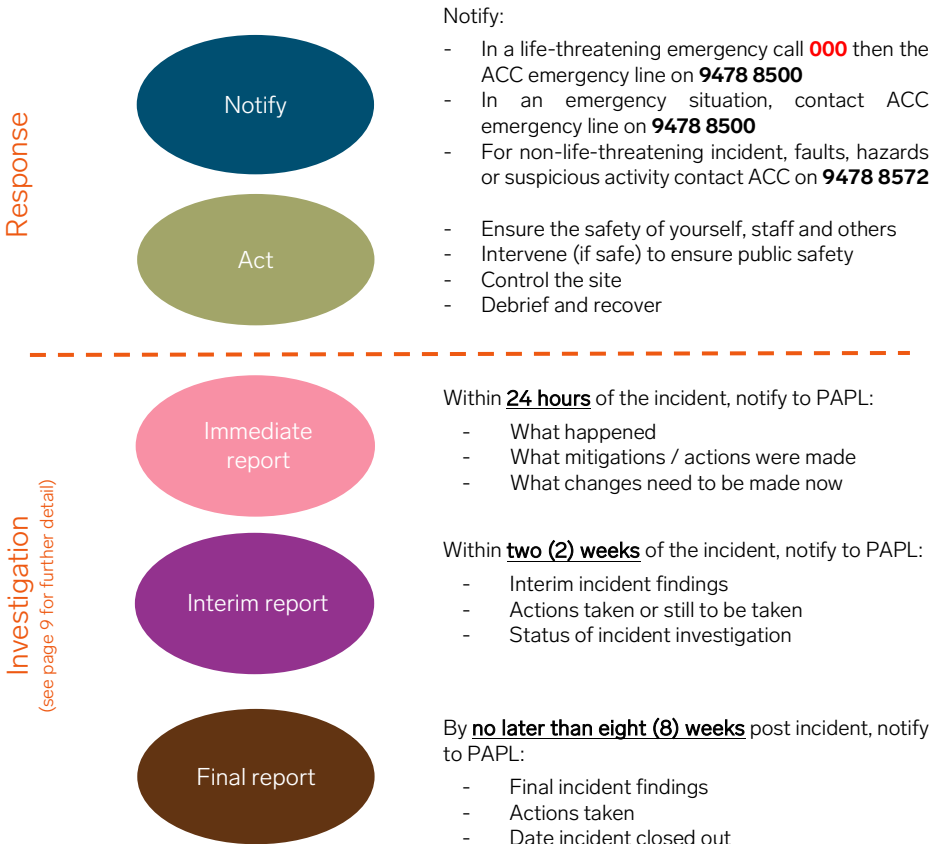 Response
Notify
Notify:
- In a life-threatening emergency call 000 then the
ACC emergency line on 9478 8500
- In an emergency situation, contact ACC
emergency line on 9478 8500
- For non-life-threatening incident, faults, hazards
or suspicious activity contact ACC on 9478 8572
Act
- Ensure the safety of yourself, staff and others
- Intervene (if safe) to ensure public safety
- Control the site
- Debrief and recover
Investigation
(see page 9 for further detail)
Immediate
report
Within 24 hours of the incident, notify to PAPL:
- What happened
- What mitigations / actions were made
- What changes need to be made now
Interim report
Within two (2) weeks of the incident, notify to PAPL:
- Interim incident findings
- Actions taken or still to be taken
- Status of incident investigation
Final report
By no later than eight (8) weeks post incident, notify
to PAPL:
- Final incident findings
- Actions taken
- Date incident closed out